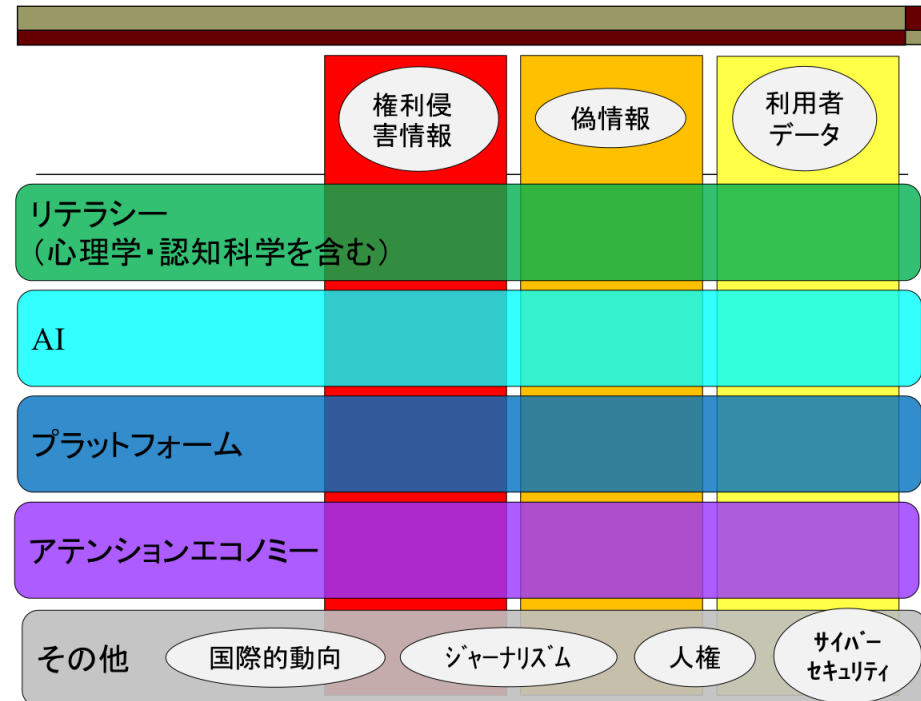 権利侵
害情報
偽情報
利用者
データ
リテラシー
（心理学・認知科学を含む）
AI
プラットフォーム
アテンションエコノミー
その他
国際的動向
ｼﾞｬｰﾅﾘｽﾞﾑ
人権
ｻｲﾊﾞｰ
ｾｷｭﾘﾃｨ